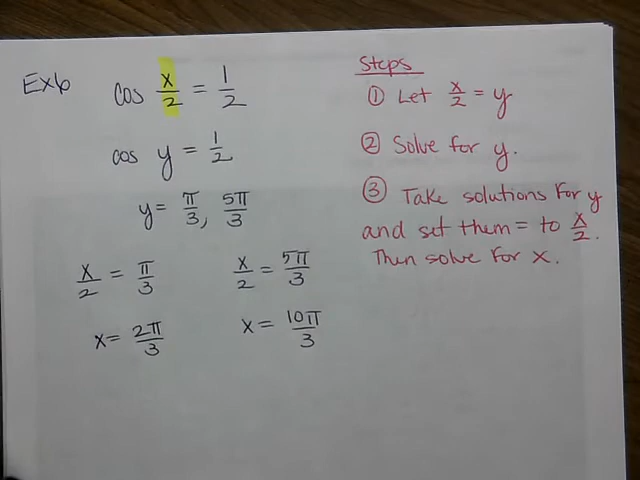 Ex6
cos x/2 = 1/2
cos y = 1/2
y = π/3, 5π/3
x/2 = π/3
x/2 = 5π/3
x = 2π/3
x = 10π/3
Steps
① Let x/2 = y
② Solve for y.
③ Take solutions for y
and set them = to x/2.
Then solve for x.